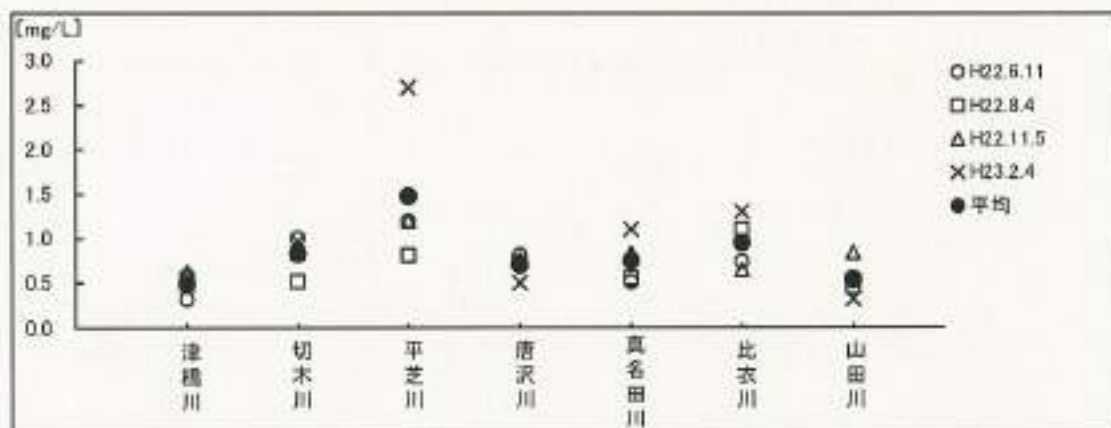 [mg/L]
3.0
2.5
2.0
1.5
1.0
0.5
0.0
○H22.6.11
□H22.8.4
△H22.11.5
×H23.2.4
●平均
津橋川
切木川
平芝川
唐沢川
真名田川
比衣川
山田川